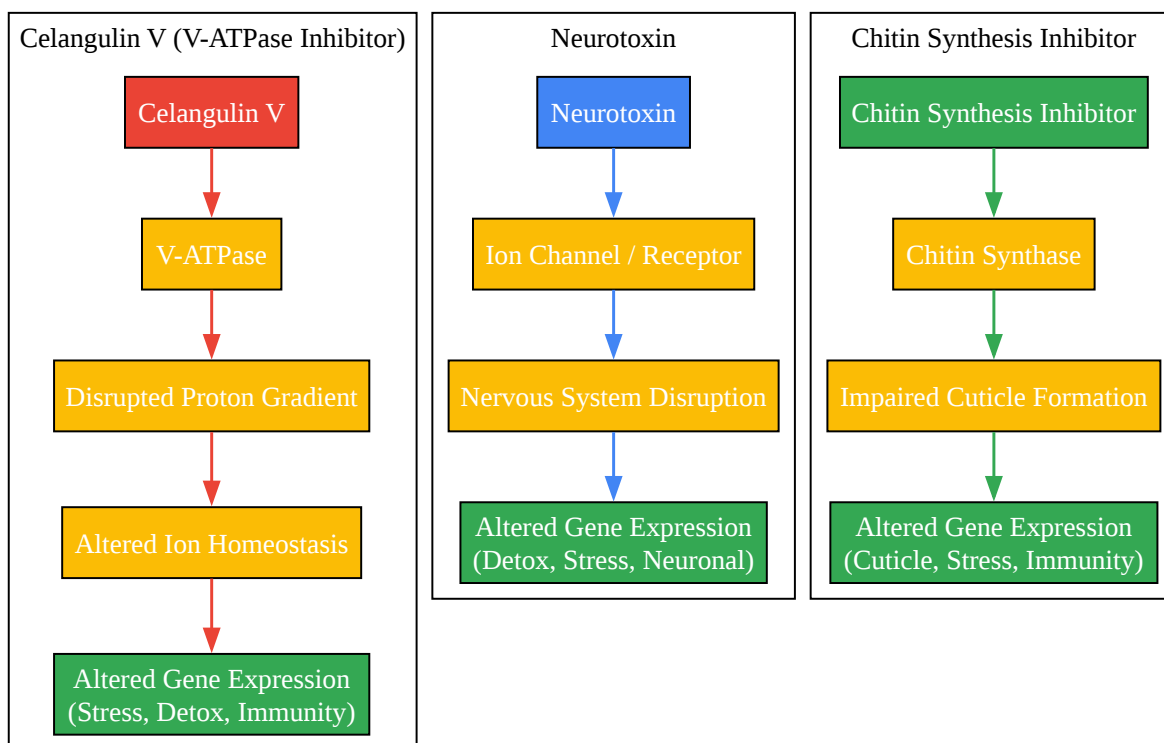 Celangulin V (V-ATPase Inhibitor)
Celangulin V
V-ATPase
Disrupted Proton Gradient
Altered Ion Homeostasis
Altered Gene Expression
(Stress, Detox, Immunity)
Neurotoxin
Neurotoxin
Ion Channel / Receptor
Nervous System Disruption
Altered Gene Expression
(Detox, Stress, Neuronal)
Chitin Synthesis Inhibitor
Chitin Synthesis Inhibitor
Chitin Synthase
Impaired Cuticle Formation
Altered Gene Expression
(Cuticle, Stress, Immunity)